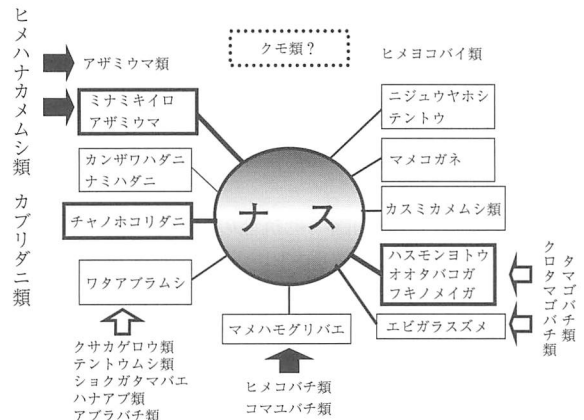 ヒメハナカメムシ類 カブリダニ類
アザミウマ類
クモ類？
ヒメヨコバイ類
ミナミキイロ
アザミウマ
ニジュウヤホシ
テントウ
カンザワハダニ
ナミハダニ
マメコガネ
チャノホコリダニ
ナス
カスミカメムシ類
ハスモンヨトウ
オオタバコガ
フキノメイガ
タマゴバチ類
クロタマゴバチ類
ワタアブラムシ
マメハモグリバエ
エビガラスズメ
クサカゲロウ類
テントウムシ類
ショクガタマバエ
ハナアブ類
アブラバチ類
ヒメコバチ類
コマユバチ類